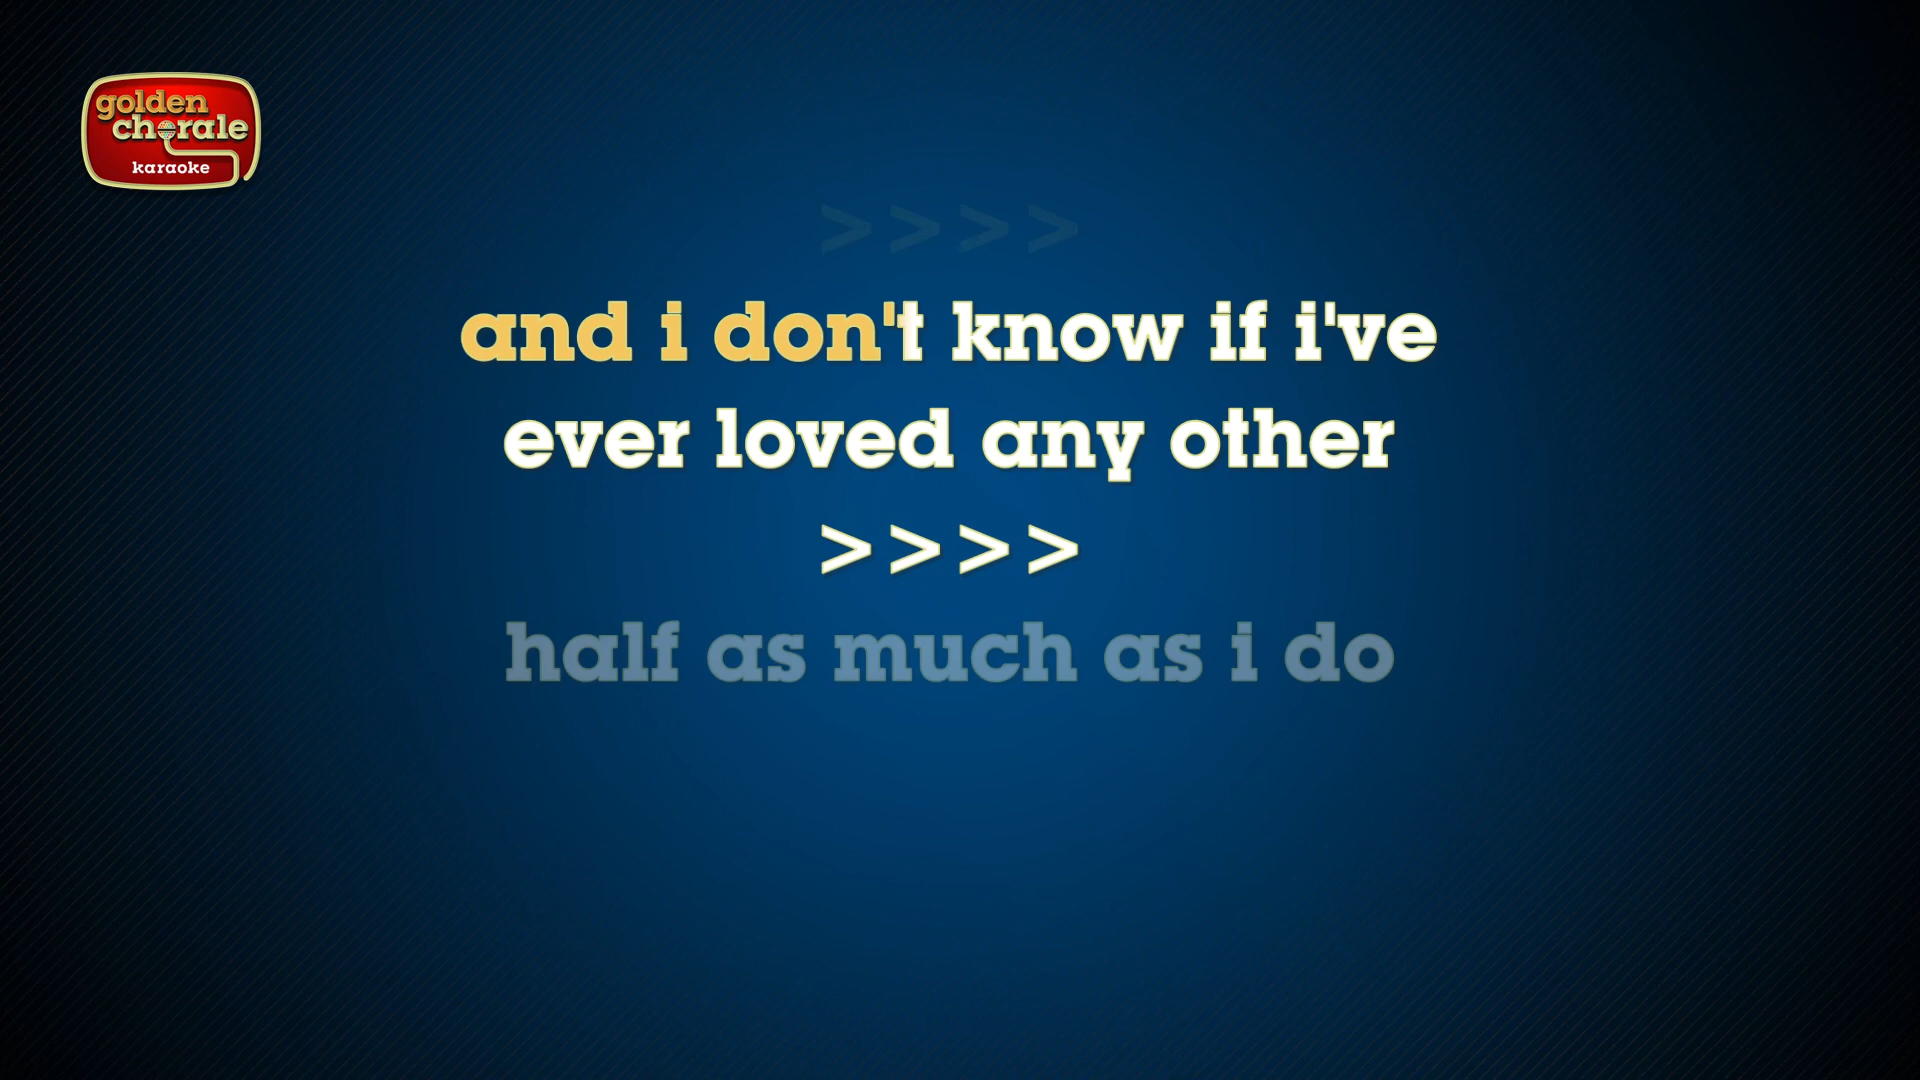 golden
chorale
karaoke
>>>>
and i don't know if i've
ever loved any other
>>>>
half as much as i do